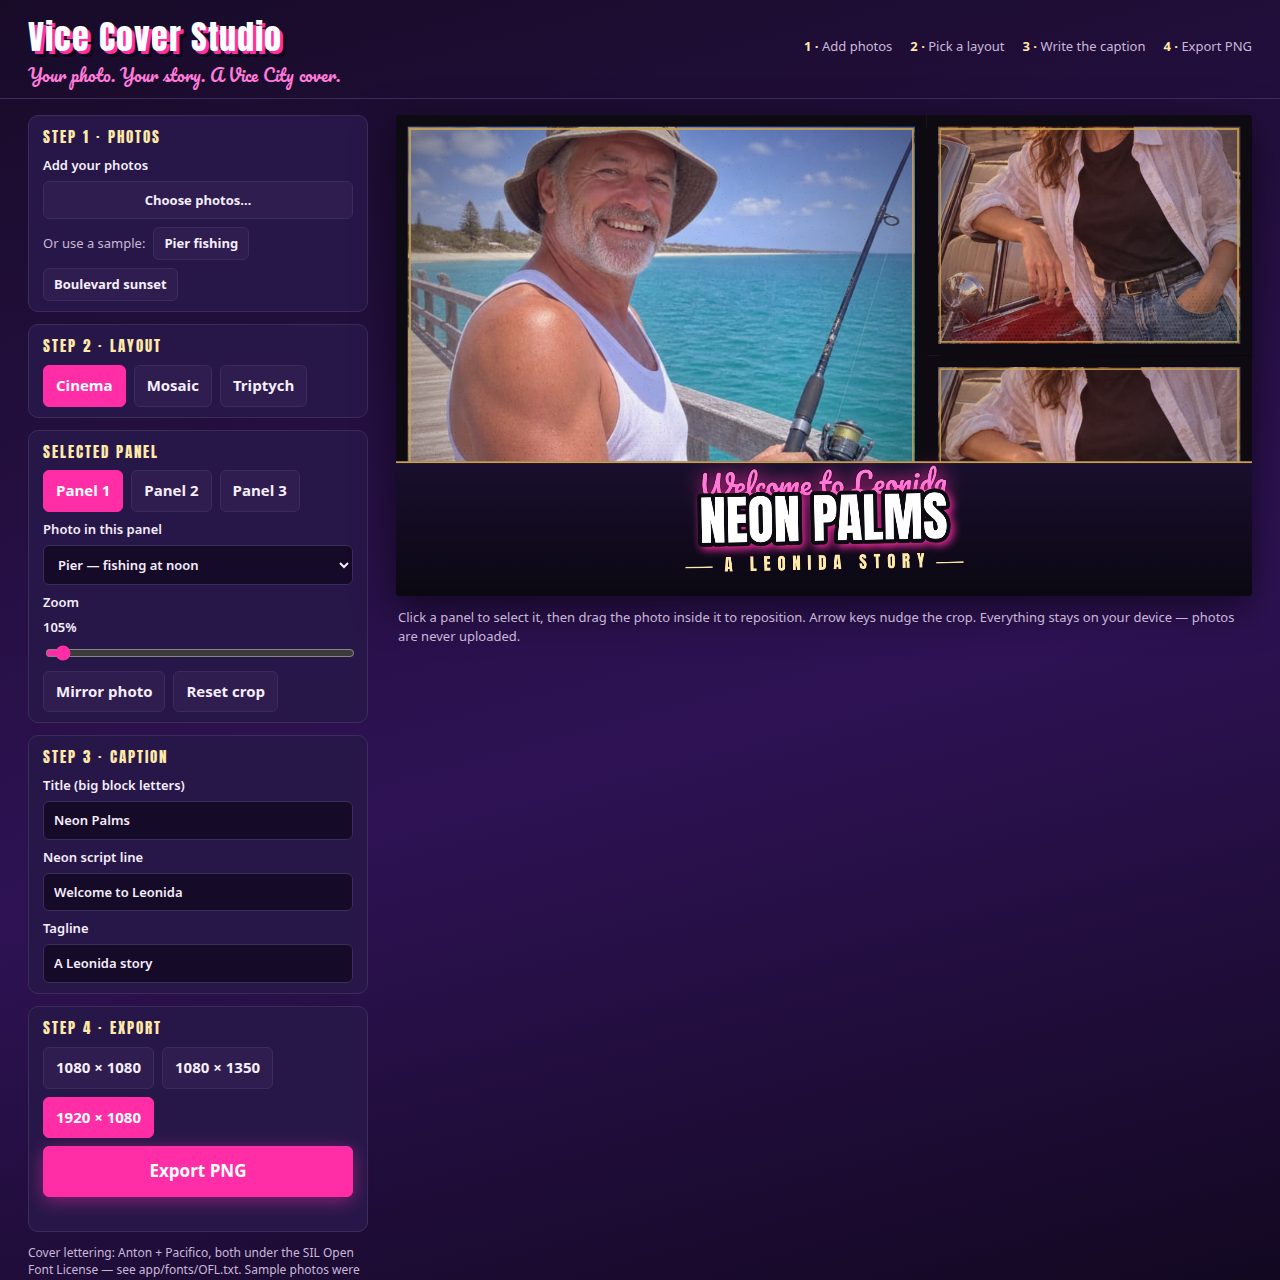 Vice Cover Studio
Your photo. Your story. A Vice City cover.
1 · Add photos 2 · Pick a layout 3 · Write the caption 4 · Export PNG
STEP 1 · PHOTOS
Add your photos
Choose photos...
Or use a sample: Pier fishing
Boulevard sunset
STEP 2 · LAYOUT
Cinema Mosaic Triptych
SELECTED PANEL
Panel 1 Panel 2 Panel 3
Photo in this panel
Pier — fishing at noon
Zoom
105%
Mirror photo Reset crop
STEP 3 · CAPTION
Title (big block letters)
Neon Palms
Neon script line
Welcome to Leonida
Tagline
A Leonida story
STEP 4 · EXPORT
1080 × 1080 1080 × 1350
1920 × 1080
Export PNG
Cover lettering: Anton + Pacifico, both under the SIL Open
Font License — see app/fonts/OFL.txt. Sample photos were
Welcome to Leonida
NEON PALMS
— A LEONIDA STORY —
Click a panel to select it, then drag the photo inside it to reposition. Arrow keys nudge the crop. Everything stays on your device — photos
are never uploaded.